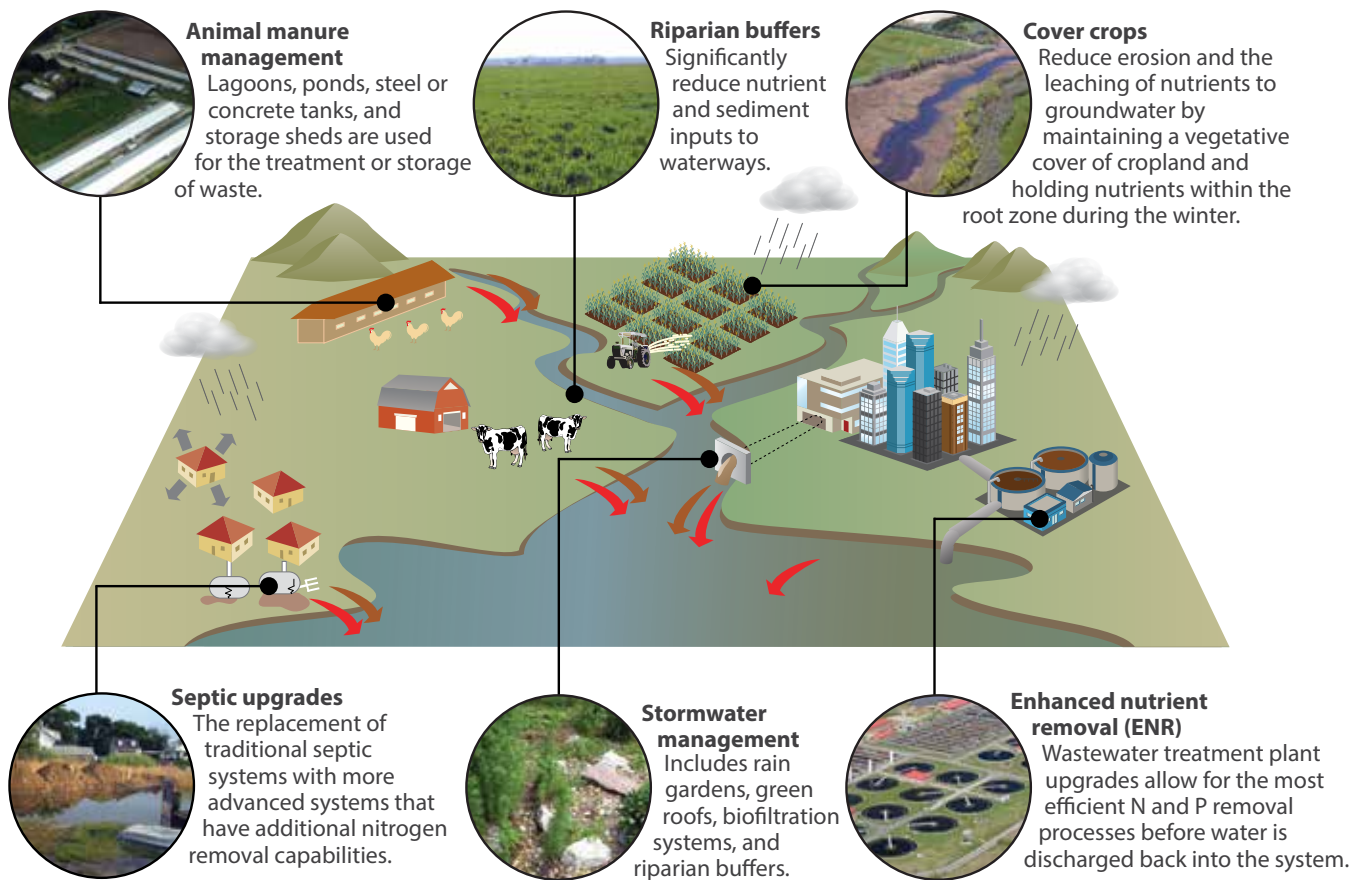 Animal manure
management
Lagoons, ponds, steel or
concrete tanks, and
storage sheds are used
for the treatment or storage
of waste.
Riparian buffers
Significantly
reduce nutrient
and sediment
inputs to
waterways.
Cover crops
Reduce erosion and the
leaching of nutrients to
groundwater by
maintaining a vegetative
cover of cropland and
holding nutrients within the
root zone during the winter.
Septic upgrades
The replacement of
traditional septic
systems with more
advanced systems that
have additional nitrogen
removal capabilities.
Stormwater
management
Includes rain
gardens, green
roofs, biofiltration
systems, and
riparian buffers.
Enhanced nutrient
removal (ENR)
Wastewater treatment plant
upgrades allow for the most
efficient N and P removal
processes before water is
discharged back into the system.